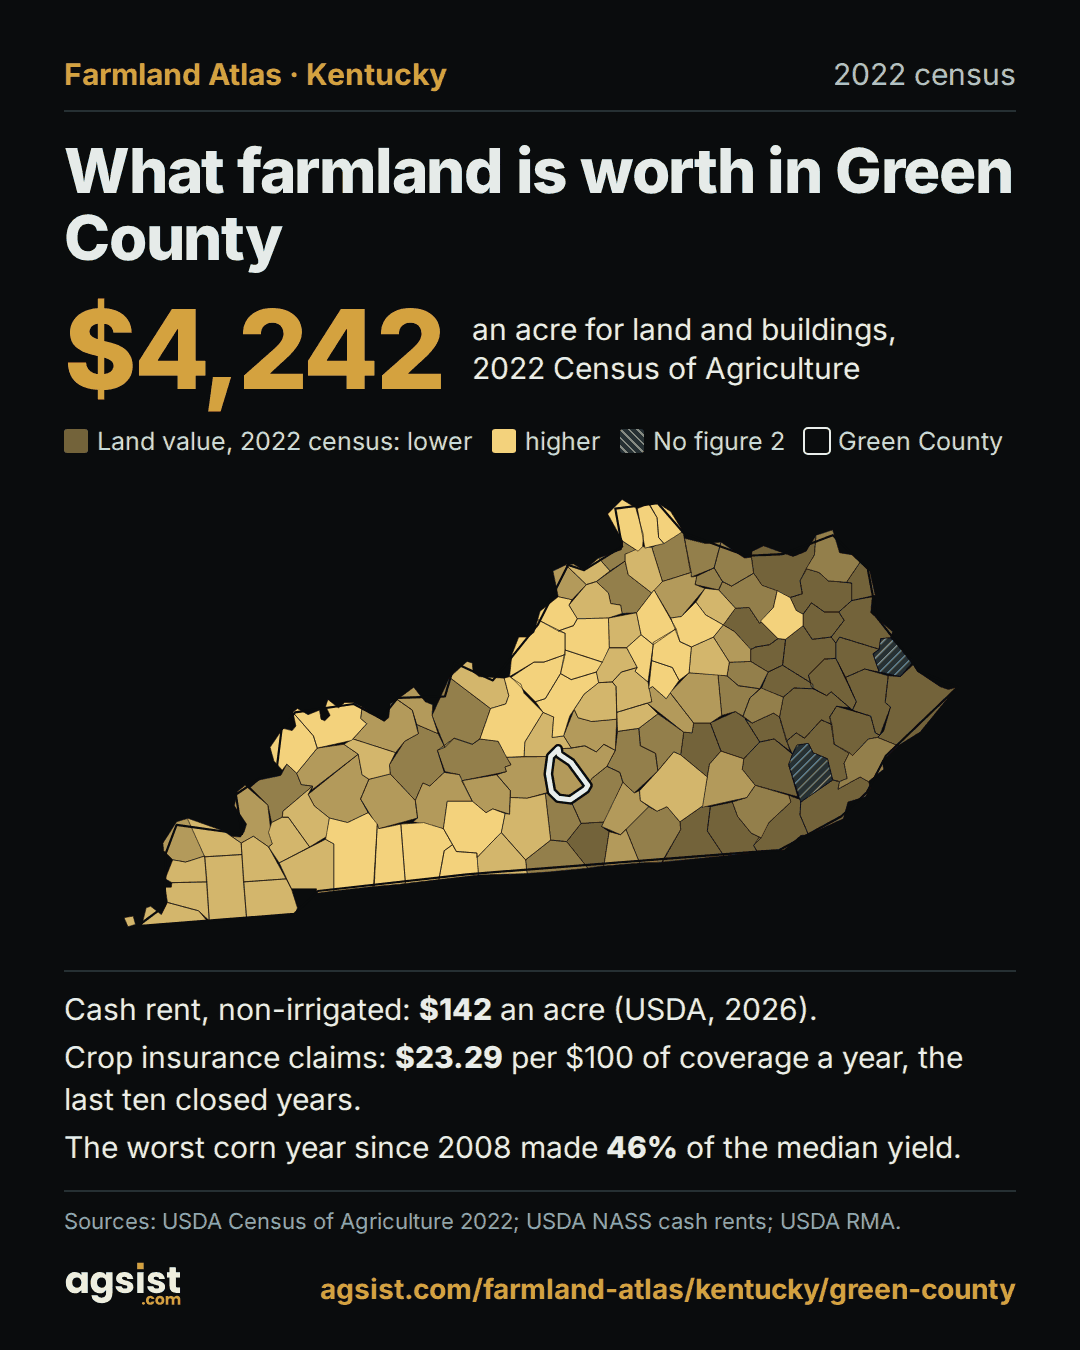 Farmland Atlas · Kentucky
2022 census
What farmland is worth in Green
County
$4,242
an acre for land and buildings,
2022 Census of Agriculture
Land value, 2022 census: lower
higher
No figure 2
Green County
Cash rent, non-irrigated: $142 an acre (USDA, 2026).
Crop insurance claims: $23.29 per $100 of coverage a year, the
last ten closed years.
The worst corn year since 2008 made 46% of the median yield.
Sources: USDA Census of Agriculture 2022; USDA NASS cash rents; USDA RMA.
agsist
.com
agsist.com/farmland-atlas/kentucky/green-county